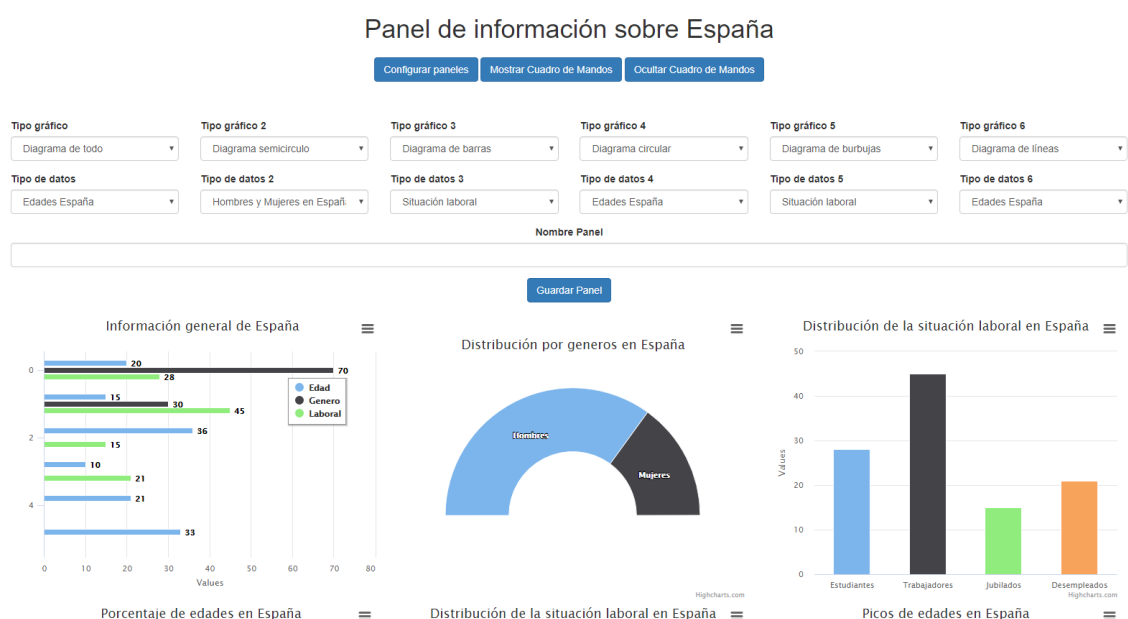 Panel de información sobre España
Configurar paneles Mostrar Cuadro de Mandos Ocultar Cuadro de Mandos
Tipo gráfico Tipo gráfico 2 Tipo gráfico 3 Tipo gráfico 4 Tipo gráfico 5 Tipo gráfico 6
Diagrama de todo Diagrama semicirculo Diagrama de barras Diagrama circular Diagrama de burbujas Diagrama de líneas
Tipo de datos Tipo de datos 2 Tipo de datos 3 Tipo de datos 4 Tipo de datos 5 Tipo de datos 6
Edades España Hombres y Mujeres en Españ Situación laboral Edades España Situación laboral Edades España
Nombre Panel
Guardar Panel
Información general de España
0
2
4
20
70
28
15
30
45
36
15
10
21
21
33
Edad
Genero
Laboral
0 10 20 30 40 50 60 70 80
Values
Distribución por generos en España
Hombres
Mujeres
Highcharts.com
Distribución de la situación laboral en España
50
40
30
20
10
0
Values
Estudiantes Trabajadores Jubilados Desempleados
Highcharts.com
Porcentaje de edades en España
Distribución de la situación laboral en España
Picos de edades en España